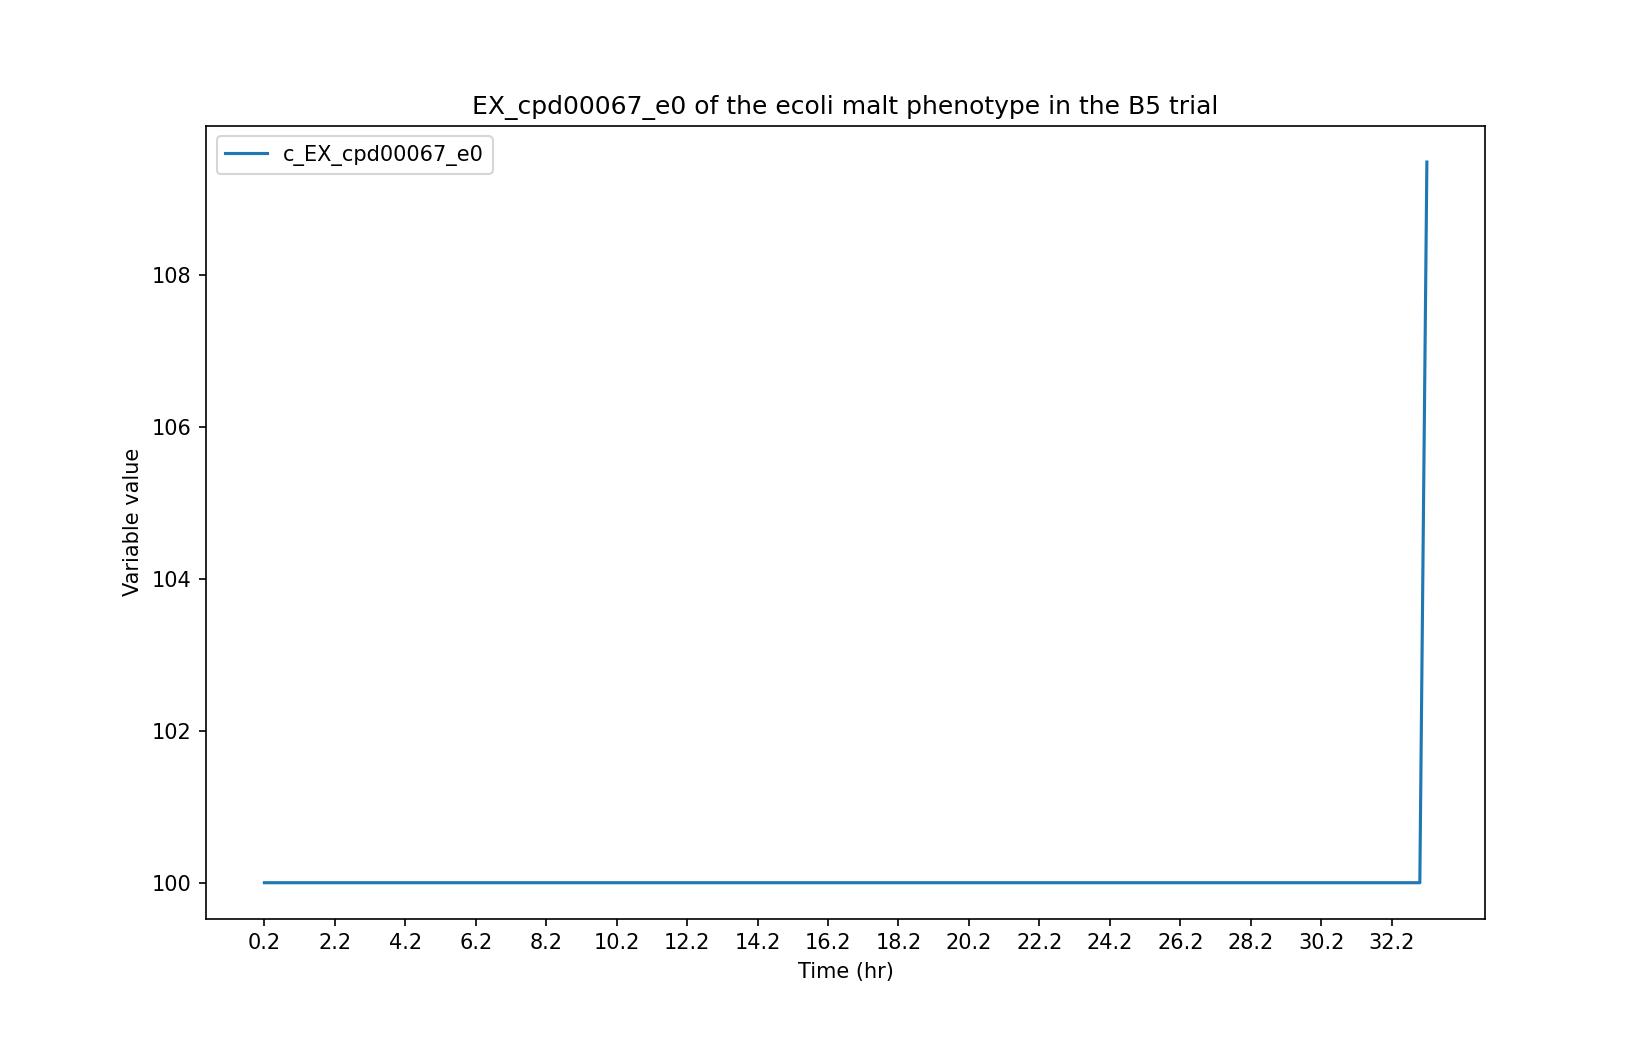 EX_cpd00067_e0 of the ecoli malt phenotype in the B5 trial
c_EX_cpd00067_e0
108
106
104
102
100
Variable value
0.2 2.2 4.2 6.2 8.2 10.2 12.2 14.2 16.2 18.2 20.2 22.2 24.2 26.2 28.2 30.2 32.2
Time (hr)